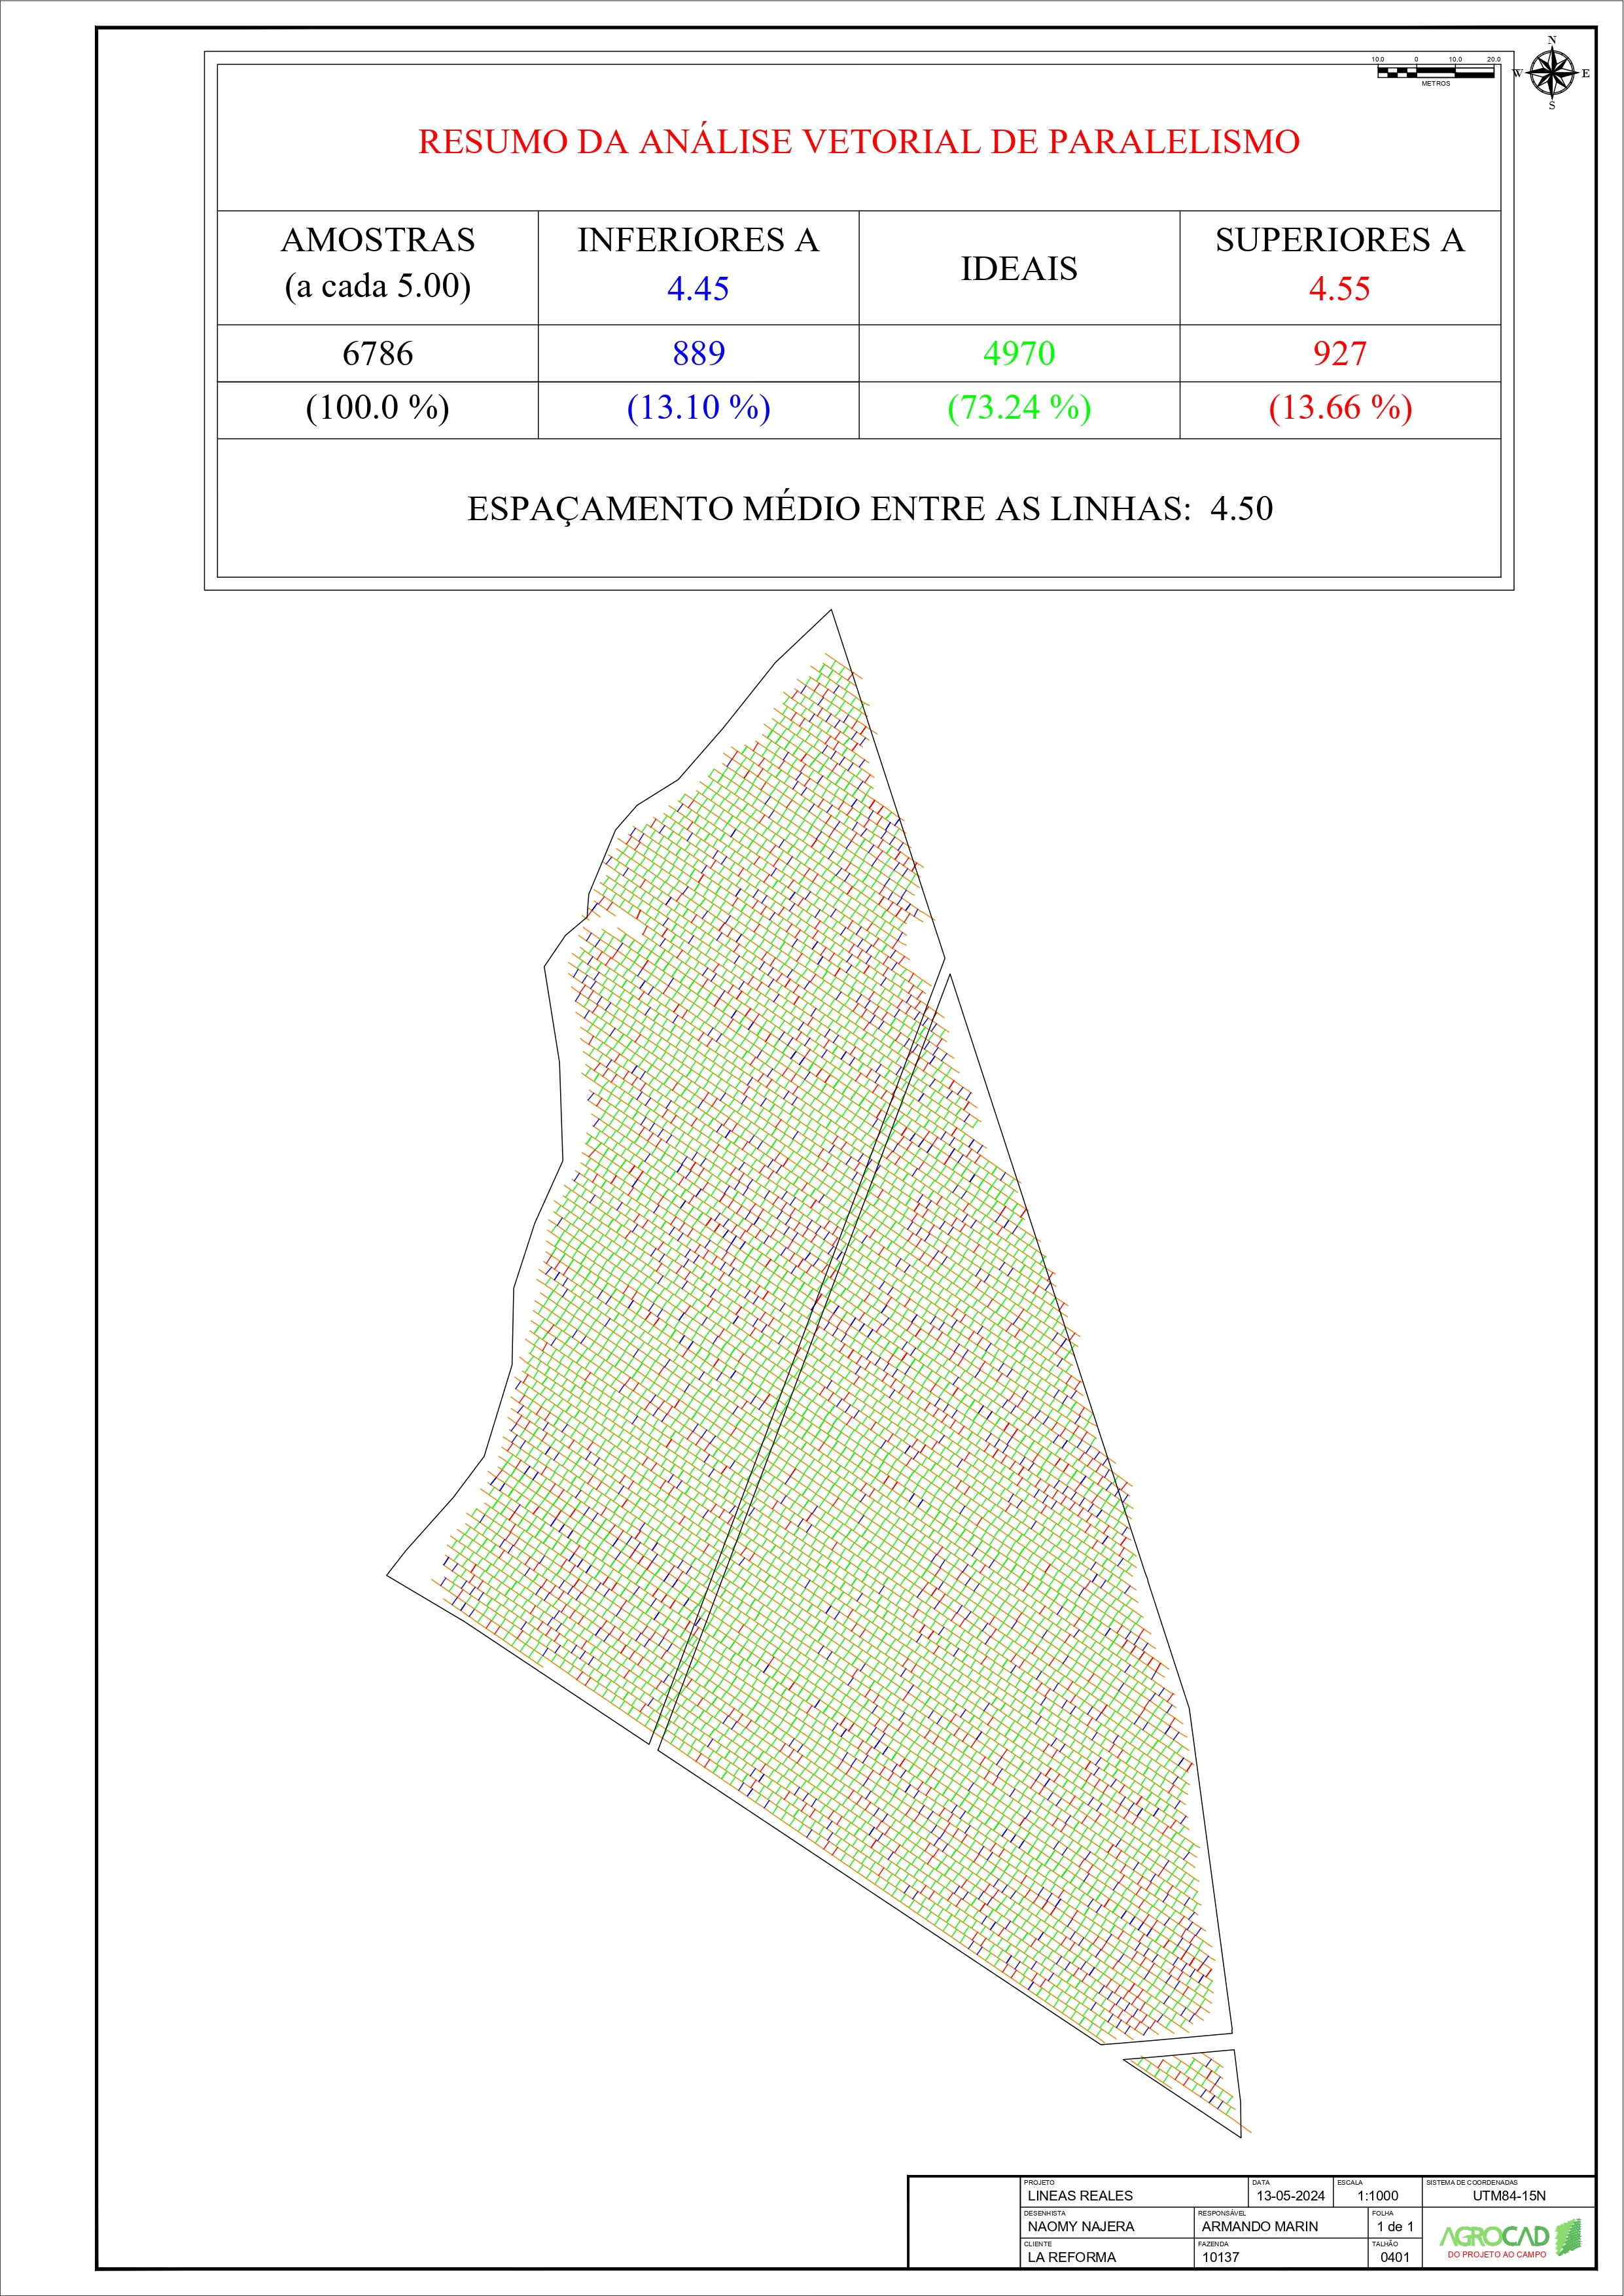 N
W
E
S
10.0 0 10.0 20.0
METROS
RESUMO DA ANÁLISE VETORIAL DE PARALELISMO
AMOSTRAS
(a cada 5.00)
INFERIORES A
4.45
IDEAIS
SUPERIORES A
4.55
6786 889 4970 927
(100.0 %) (13.10 %) (73.24 %) (13.66 %)
ESPAÇAMENTO MÉDIO ENTRE AS LINHAS: 4.50
PROJETO
LINEAS REALES
DATA
13-05-2024
ESCALA
1:1000
SISTEMA DE COORDENADAS
UTM84-15N
DESENHISTA
NAOMY NAJERA
RESPONSÁVEL
ARMANDO MARIN
FOLHA
1 de 1
CLIENTE
LA REFORMA
FAZENDA
10137
TALHÃO
0401
AGROCAD
DO PROJETO AO CAMPO